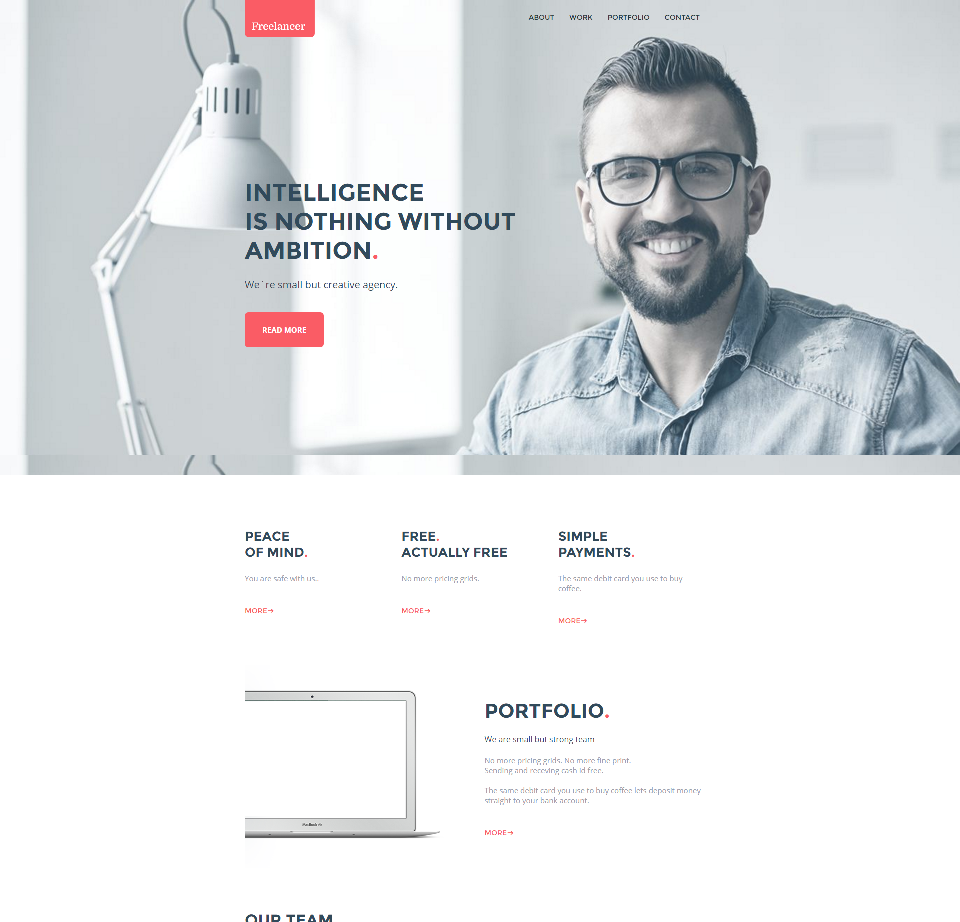 Freelancer
ABOUT WORK PORTFOLIO CONTACT
INTELLIGENCE
IS NOTHING WITHOUT
AMBITION.
We´re small but creative agency.
READ MORE
PEACE
OF MIND.
You are safe with us..
MORE→
FREE.
ACTUALLY FREE
No more pricing grids.
MORE→
SIMPLE
PAYMENTS.
The same debit card you use to buy
coffee.
MORE→
MacBook Air
PORTFOLIO.
We are small but strong team
No more pricing grids. No more fine print.
Sending and receving cash id free.
The same debit card you use to buy coffee lets deposit money
straight to your bank account.
MORE→
OUR TEAM